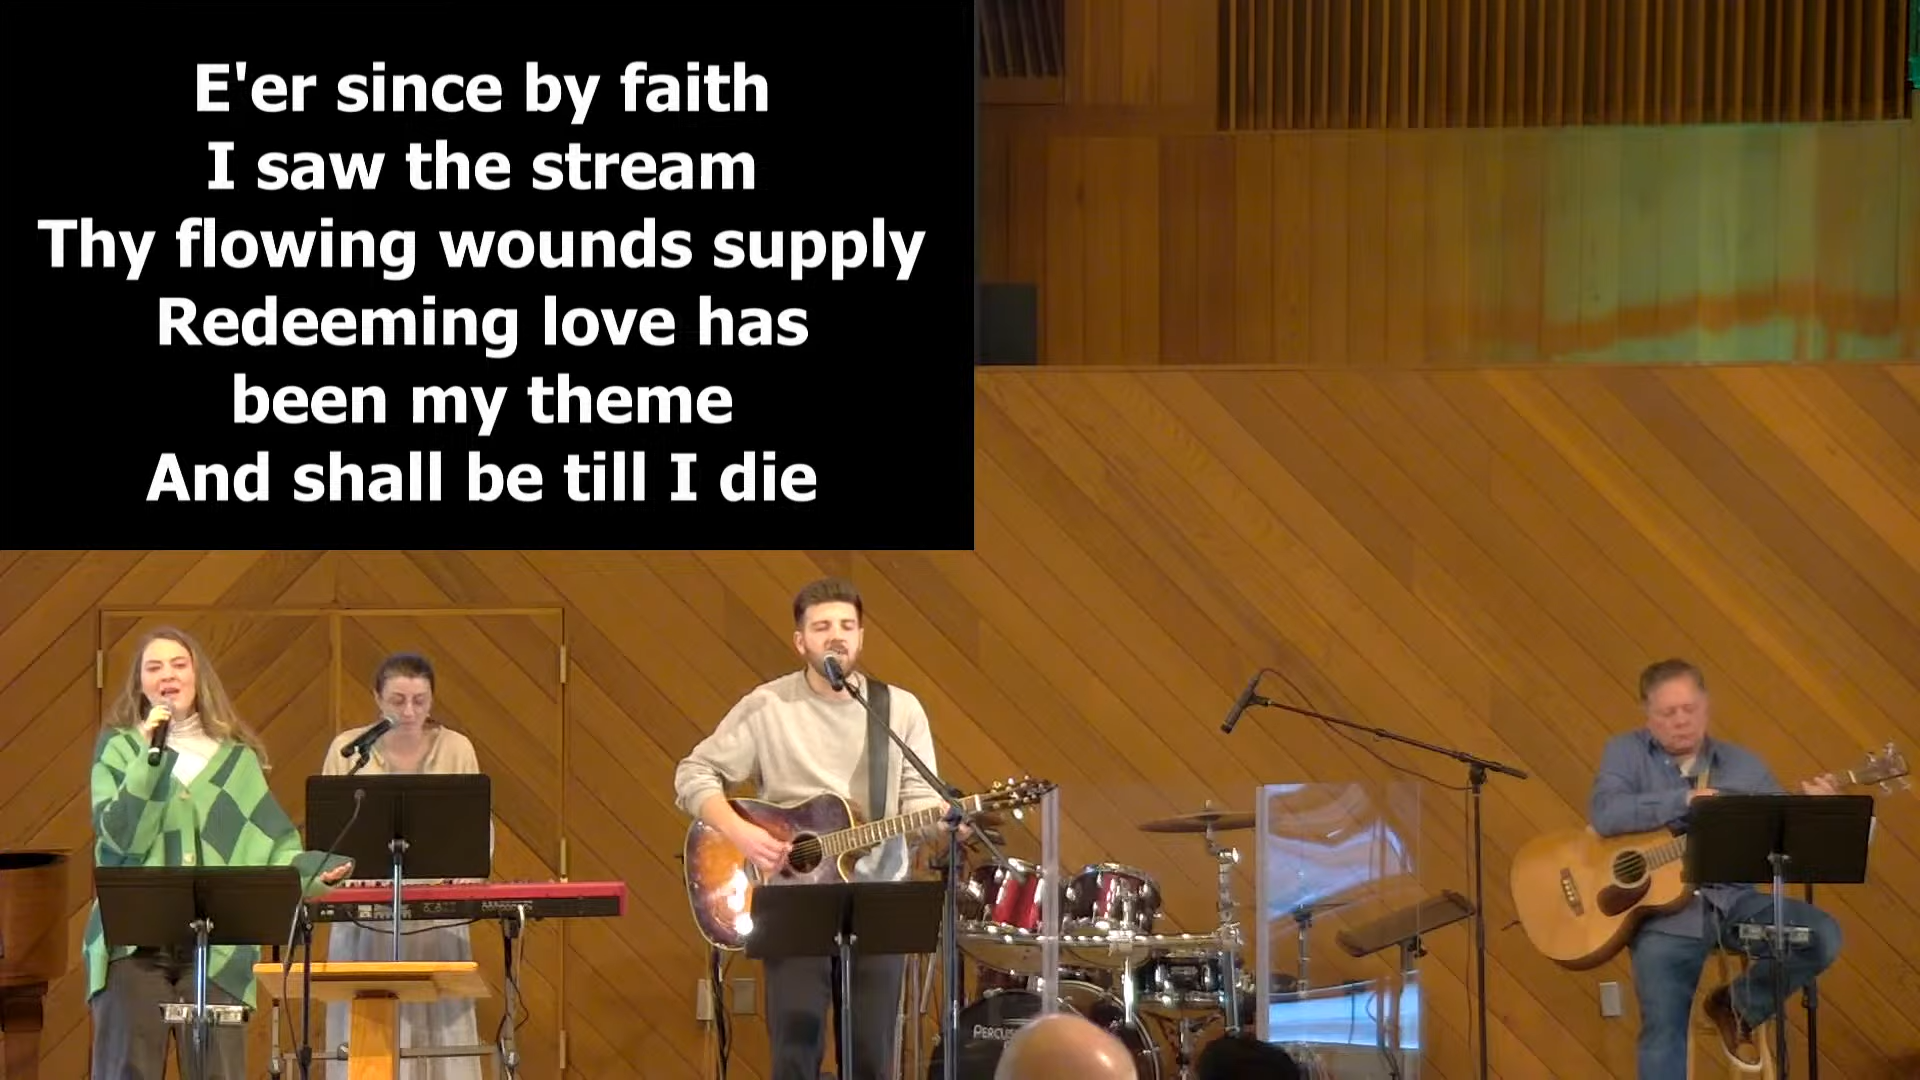 E'er since by faith
I saw the stream
Thy flowing wounds supply
Redeeming love has
been my theme
And shall be till I die